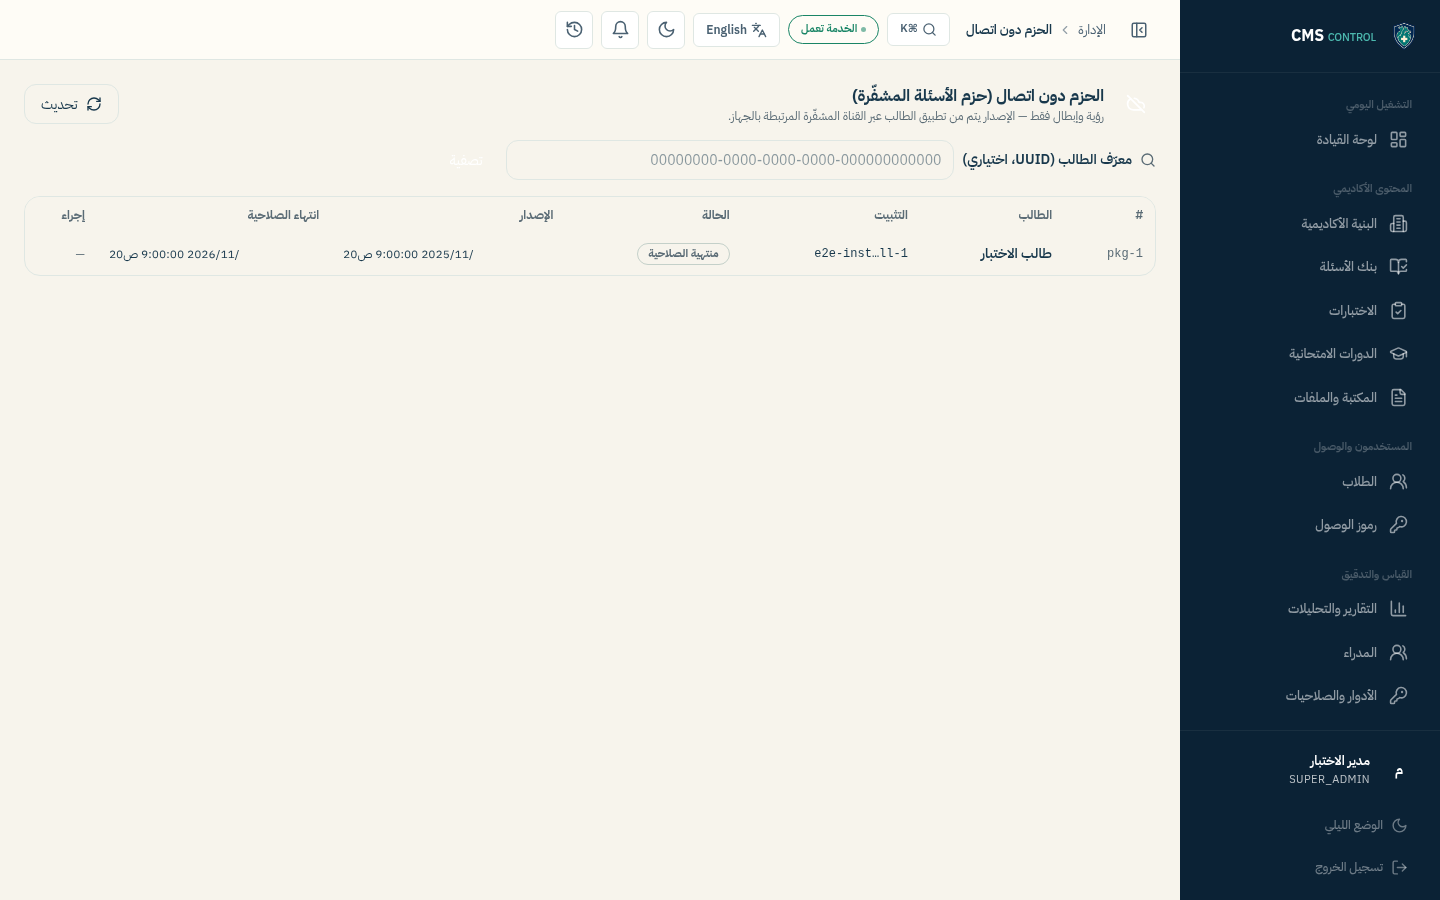 CMS CONTROL
التشغيل اليومي
لوحة القيادة
المحتوى الأكاديمي
البنية الأكاديمية
بنك الأسئلة
الاختبارات
الدورات الامتحانية
المكتبة والملفات
المستخدمون والوصول
الطلاب
رموز الوصول
القياس والتدقيق
التقارير والتحليلات
المدراء
الأدوار والصلاحيات
م
مدير الاختبار
SUPER_ADMIN
الوضع الليلي
تسجيل الخروج
الإدارة
الحزم دون اتصال
K⌘
الخدمة تعمل
English
الحزم دون اتصال (حزم الأسئلة المشفّرة)
رؤية وإبطال فقط — الإصدار يتم من تطبيق الطالب عبر القناة المشفّرة المرتبطة بالجهاز.
تحديث
معرّف الطالب (UUID، اختياري)
00000000-0000-0000-0000-000000000000
تصفية
# الطالب التثبيت الحالة الإصدار انتهاء الصلاحية إجراء
pkg-1 طالب الاختبار e2e-inst…ll-1 منتهية الصلاحية 20‏/11‏/2025 9:00:00 ص 20‏/11‏/2026 9:00:00 ص —